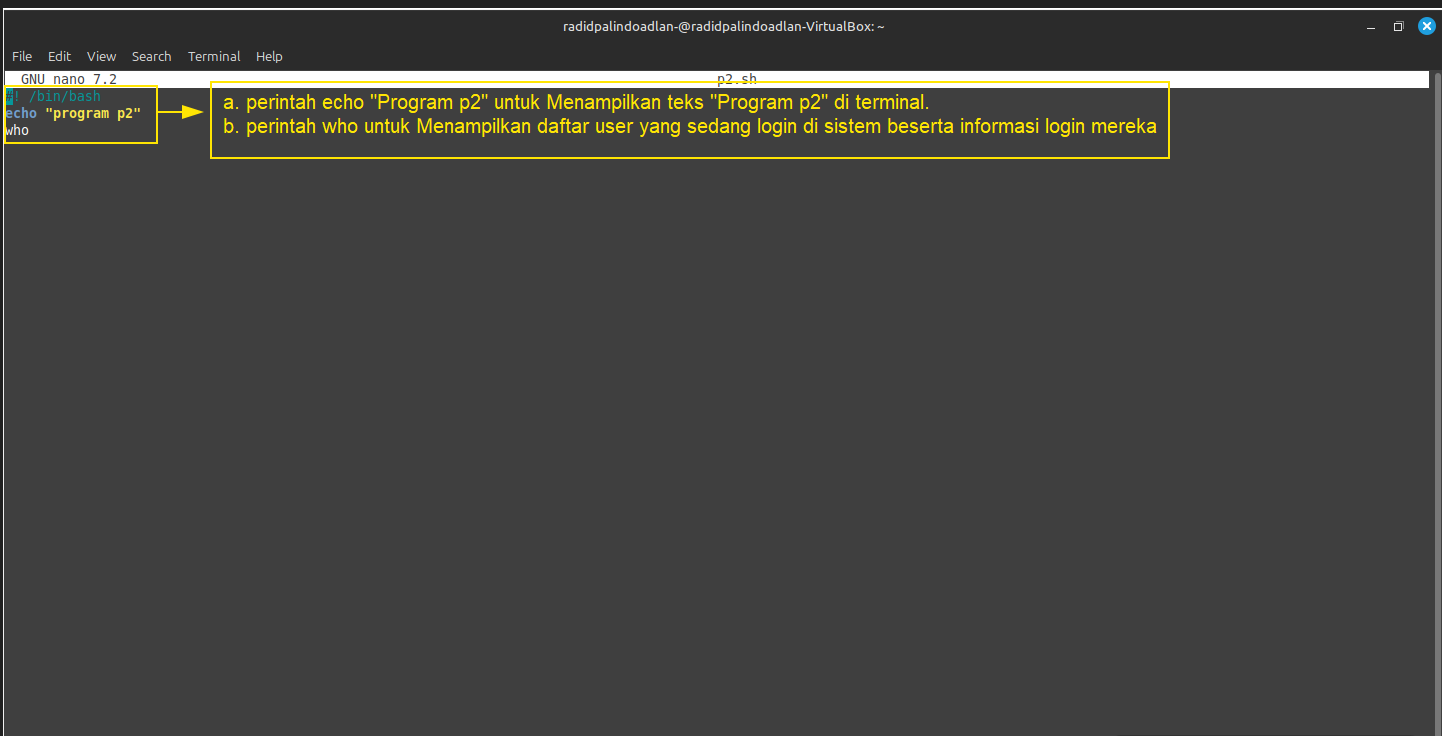 radidpalindoadlan-@radidpalindoadlan-VirtualBox: ~
File Edit View Search Terminal Help
GNU nano 7.2 p2.sh
#! /bin/bash
echo "program p2"
who
a. perintah echo "Program p2" untuk Menampilkan teks "Program p2" di terminal.
b. perintah who untuk Menampilkan daftar user yang sedang login di sistem beserta informasi login mereka